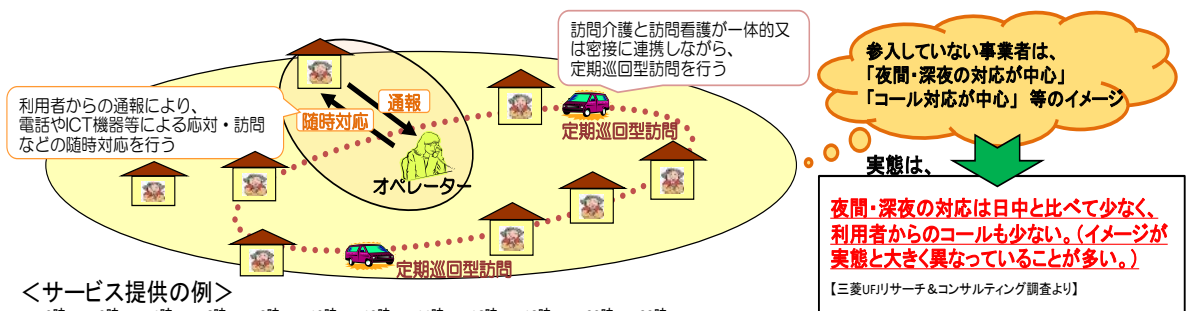 訪問介護と訪問看護が一体的又
は密接に連携しながら、
定期巡回型訪問を行う
参入していない事業者は、
「夜間・深夜の対応が中心」
「コール対応が中心」 等のイメージ
利用者からの通報により、
電話やICT機器等による応対・訪問
などの随時対応を行う
通報
随時対応
オペレーター
定期巡回型訪問
定期巡回型訪問
実態は、
夜間・深夜の対応は日中と比べて少なく、
利用者からのコールも少ない。（イメージが
実態と大きく異なっていることが多い。）
【三菱UFJリサーチ＆コンサルティング調査より】
＜サービス提供の例＞